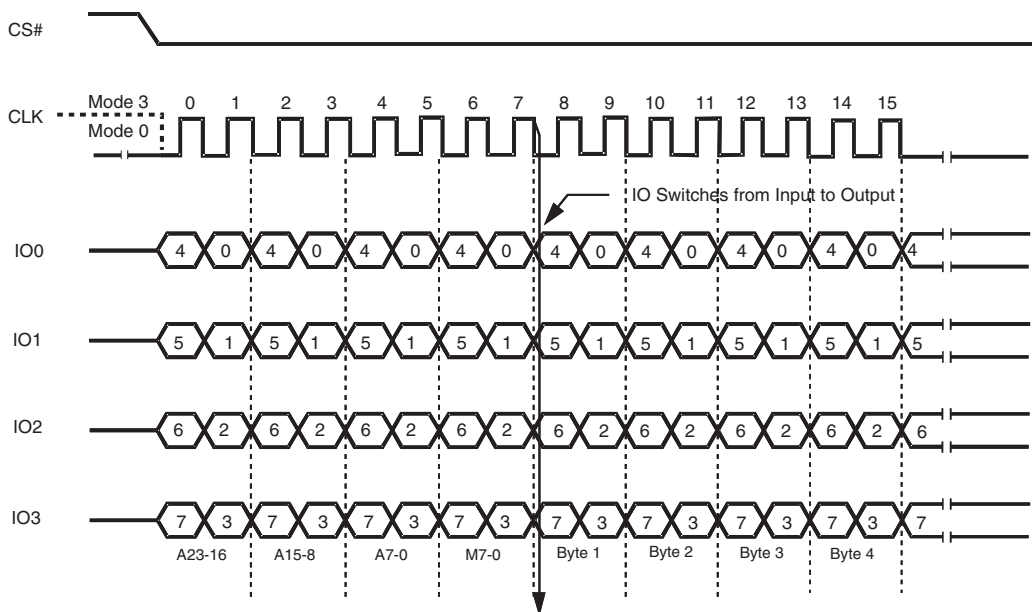 CS#
Mode 3
CLK
Mode 0
0 1 2 3 4 5 6 7 8 9 10 11 12 13 14 15
IO Switches from Input to Output
IO0 4 0 4 0 4 0 4 0 4 0 4 0 4 0 4 0 4
IO1 5 1 5 1 5 1 5 1 5 1 5 1 5 1 5 1 5
IO2 6 2 6 2 6 2 6 2 6 2 6 2 6 2 6 2 6
IO3 7 3 7 3 7 3 7 3 7 3 7 3 7 3 7 3 7
A23-16 A15-8 A7-0 M7-0 Byte 1 Byte 2 Byte 3 Byte 4